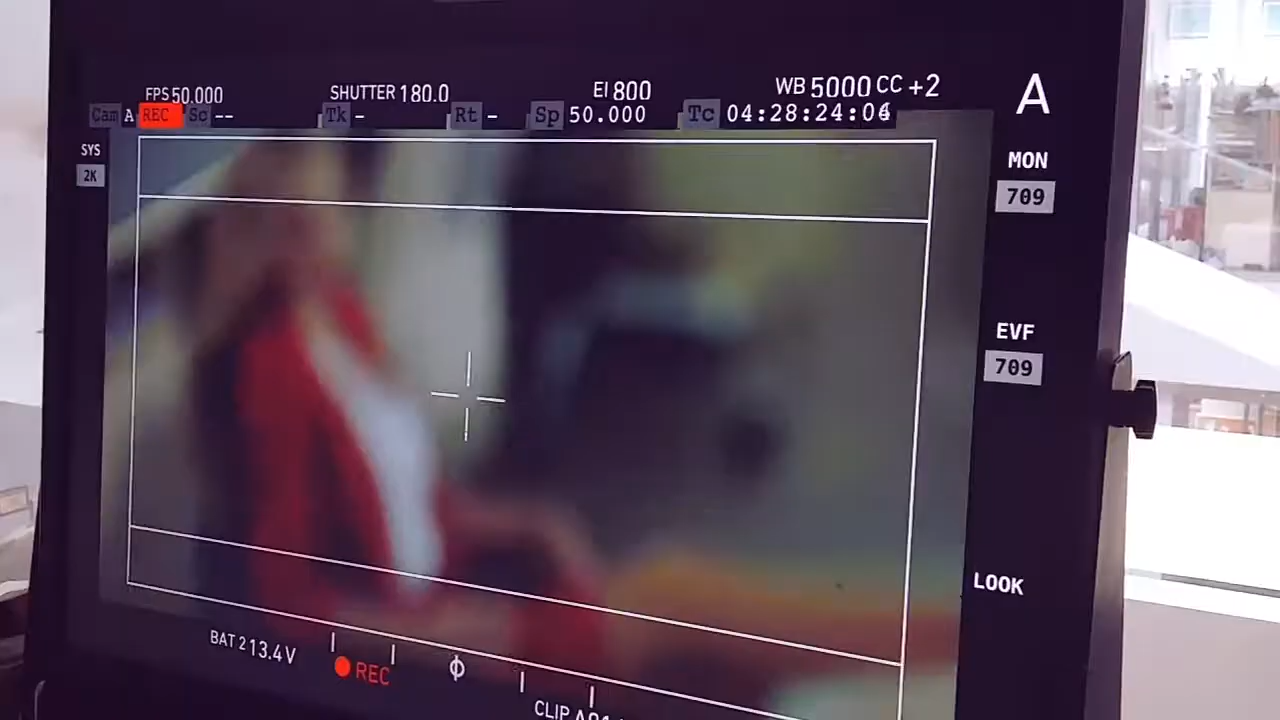 FPS 50.000 SHUTTER 180.0 EI 800 WB 5000 CC +2
Cam A REC Sc -- Tk - Rt - Sp 50.000 Tc 04:28:24:04
A
SYS
2K
MON
709
EVF
709
LOOK
BAT 2 13.4V
REC
CLIP